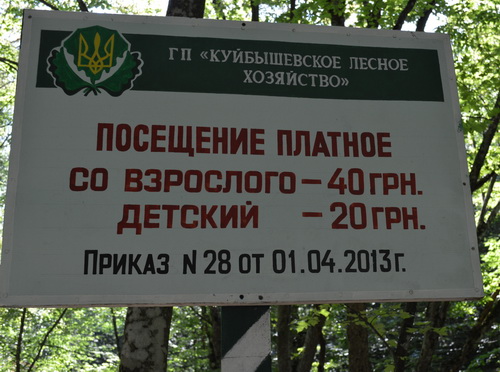 ГП «КУЙБЫШЕВСКОЕ ЛЕСНОЕ
ХОЗЯЙСТВО»
ПОСЕЩЕНИЕ ПЛАТНОЕ
СО ВЗРОСЛОГО – 40 ГРН.
ДЕТСКИЙ – 20 ГРН.
ПРИКАЗ N 28 ОТ 01.04.2013 г.